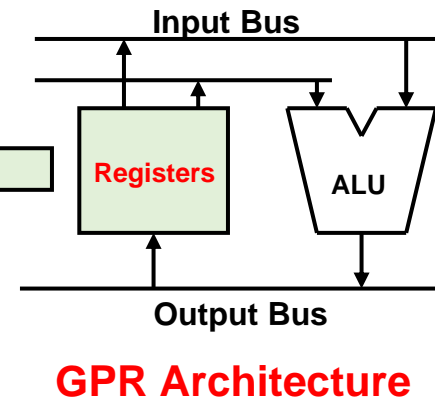 Input Bus
Registers
ALU
Output Bus
GPR Architecture